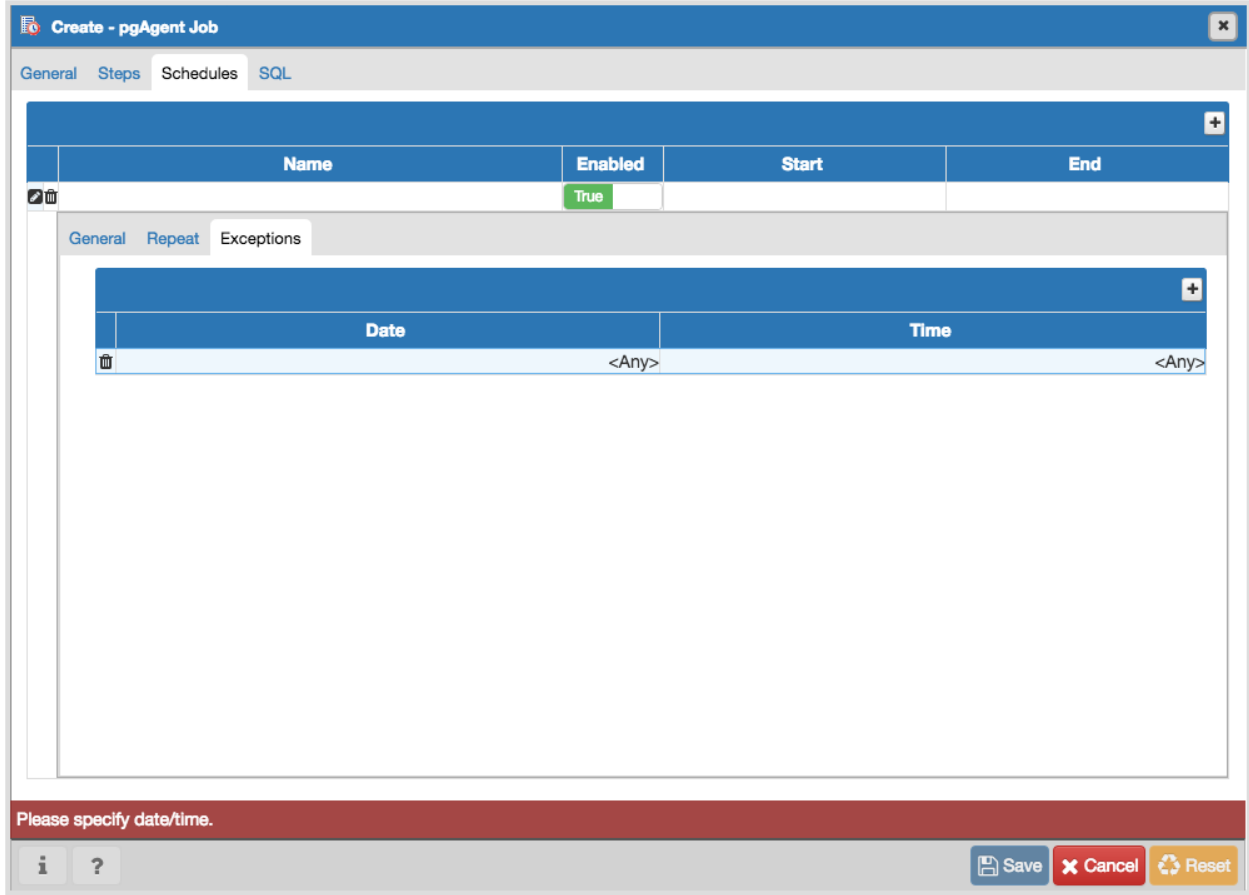 Create - pgAgent Job
General Steps Schedules SQL
Name Enabled Start End
True
General Repeat Exceptions
Date Time
<Any> <Any>
Please specify date/time.
i ? Save Cancel Reset